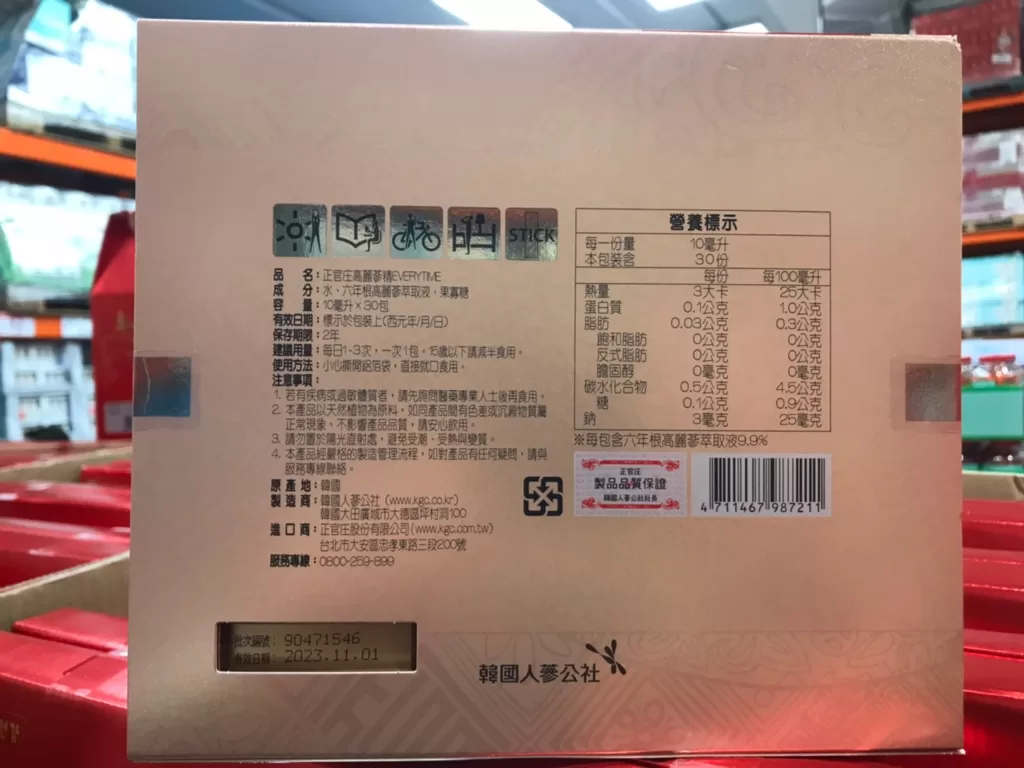 STICK
品名：正官庄高麗蔘精EVERYTIME
成分：水、六年根高麗蔘萃取液、果寡糖
容量：10毫升×30包
有效日期：標示於包裝上(西元年/月/日)
保存期限：2年
建議用量：每日1-3次，一次1包。15歲以下請減半食用。
使用方法：小心撕開鋁箔袋，直接就口食用。
注意事項：
1. 若有疾病或過敏體質者，請先詢問醫藥專業人士後再食用。
2. 本產品以天然植物為原料，如同產品間有色差或沉澱物質屬
正常現象，不影響產品品質，請安心飲用。
3. 請勿置於陽光直射處，避免受潮、受熱與變質。
4. 本產品經嚴格的製造管理流程，如對產品有任何疑問，請與
服務專線聯絡。
原產地：韓國
製造商：韓國人蔘公社 (www.kgc.co.kr)
韓國大田廣域市大德區坪村洞100
進口商：正官庄股份有限公司(www.kgc.com.tw)
台北市大安區忠孝東路三段200號
服務專線：0800-259-899
營養標示
每一份量 10毫升
本包裝含 30份
每份 每100毫升
熱量 3大卡 25大卡
蛋白質 0.1公克 1.0公克
脂肪 0.03公克 0.3公克
飽和脂肪 0公克 0公克
反式脂肪 0公克 0公克
膽固醇 0毫克 0毫克
碳水化合物 0.5公克 4.5公克
糖 0.1公克 0.9公克
鈉 3毫克 25毫克
※每包含六年根高麗蔘萃取液9.9%
正官庄
製品品質保證
韓國人蔘公社社長
4 711467 987211
批次編號：90471546
有效日期：2023.11.01
韓國人蔘公社